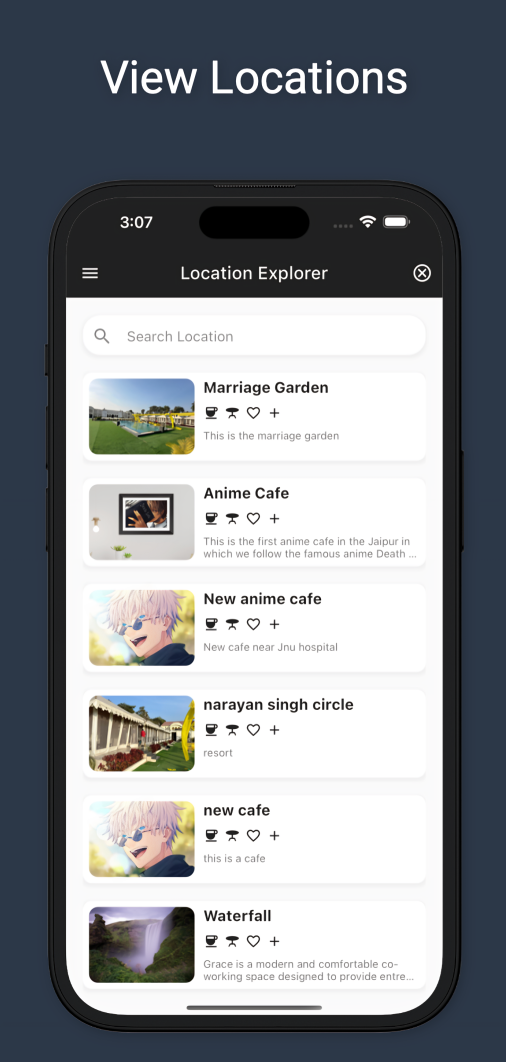 View Locations
3:07
Location Explorer
Search Location
Marriage Garden
This is the marriage garden
Anime Cafe
This is the first anime cafe in the Jaipur in
which we follow the famous anime Death ...
New anime cafe
New cafe near Jnu hospital
narayan singh circle
resort
new cafe
this is a cafe
Waterfall
Grace is a modern and comfortable co-
working space designed to provide entre...